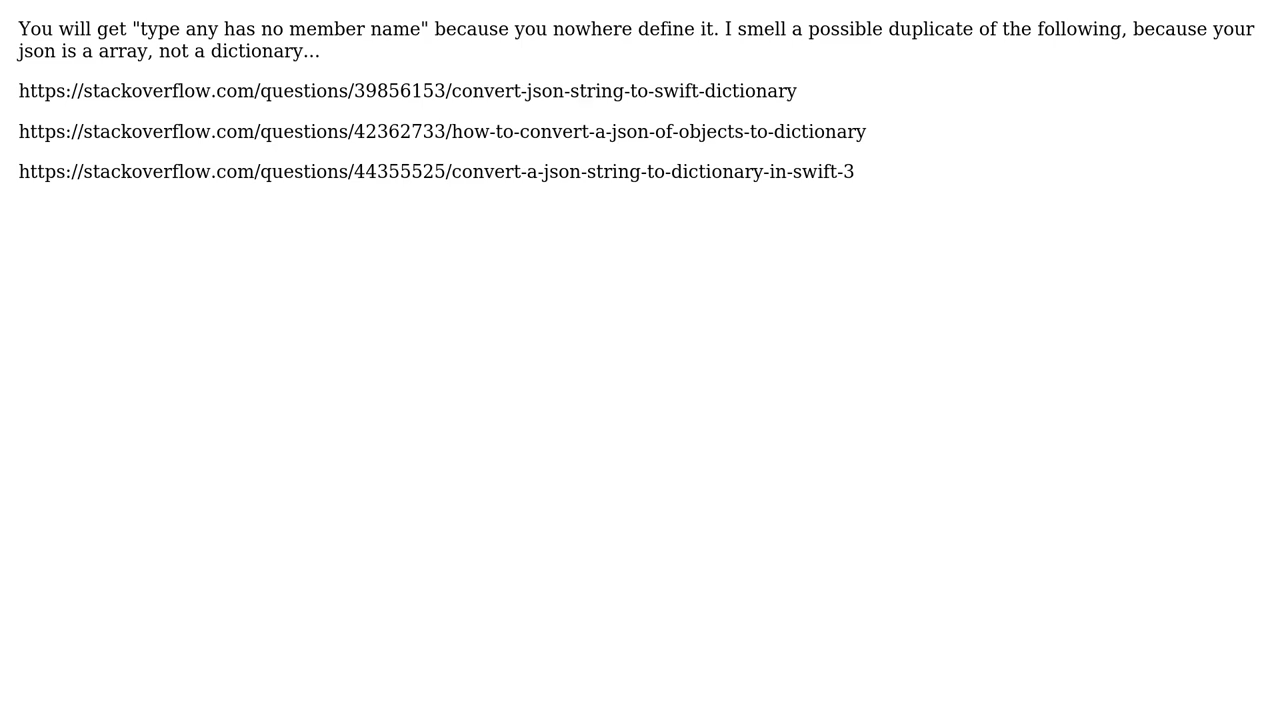 You will get "type any has no member name" because you nowhere define it. I smell a possible duplicate of the following, because your
json is a array, not a dictionary...
https://stackoverflow.com/questions/39856153/convert-json-string-to-swift-dictionary
https://stackoverflow.com/questions/42362733/how-to-convert-a-json-of-objects-to-dictionary
https://stackoverflow.com/questions/44355525/convert-a-json-string-to-dictionary-in-swift-3